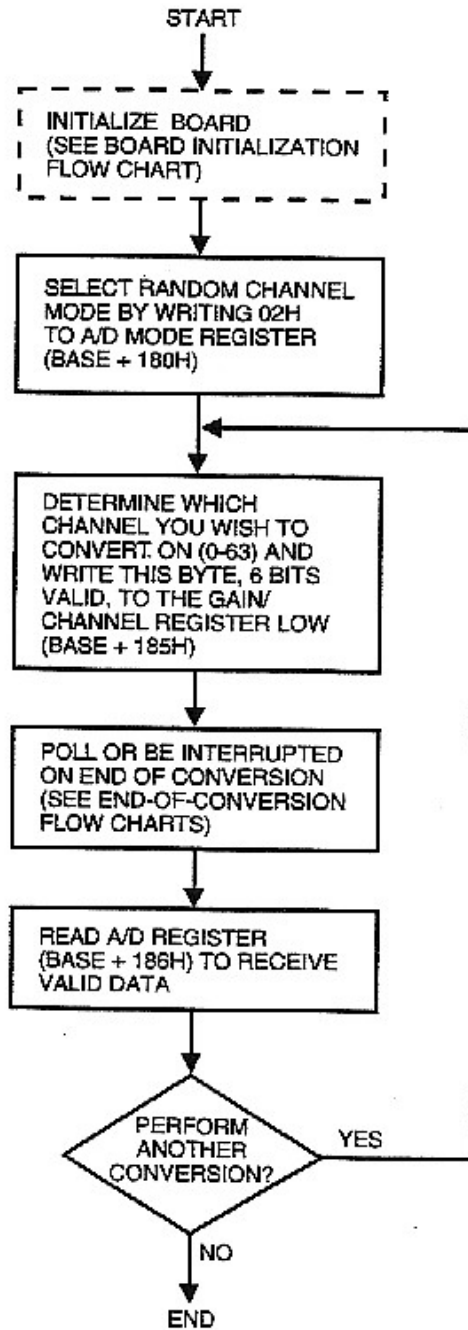 START
INITIALIZE BOARD
(SEE BOARD INITIALIZATION
FLOW CHART)
SELECT RANDOM CHANNEL
MODE BY WRITING 02H
TO A/D MODE REGISTER
(BASE + 180H)
DETERMINE WHICH
CHANNEL YOU WISH TO
CONVERT ON (0-63) AND
WRITE THIS BYTE, 6 BITS
VALID, TO THE GAIN/
CHANNEL REGISTER LOW
(BASE + 185H)
POLL OR BE INTERRUPTED
ON END OF CONVERSION
(SEE END-OF-CONVERSION
FLOW CHARTS)
READ A/D REGISTER
(BASE + 186H) TO RECEIVE
VALID DATA
PERFORM
ANOTHER
CONVERSION?
YES
NO
END